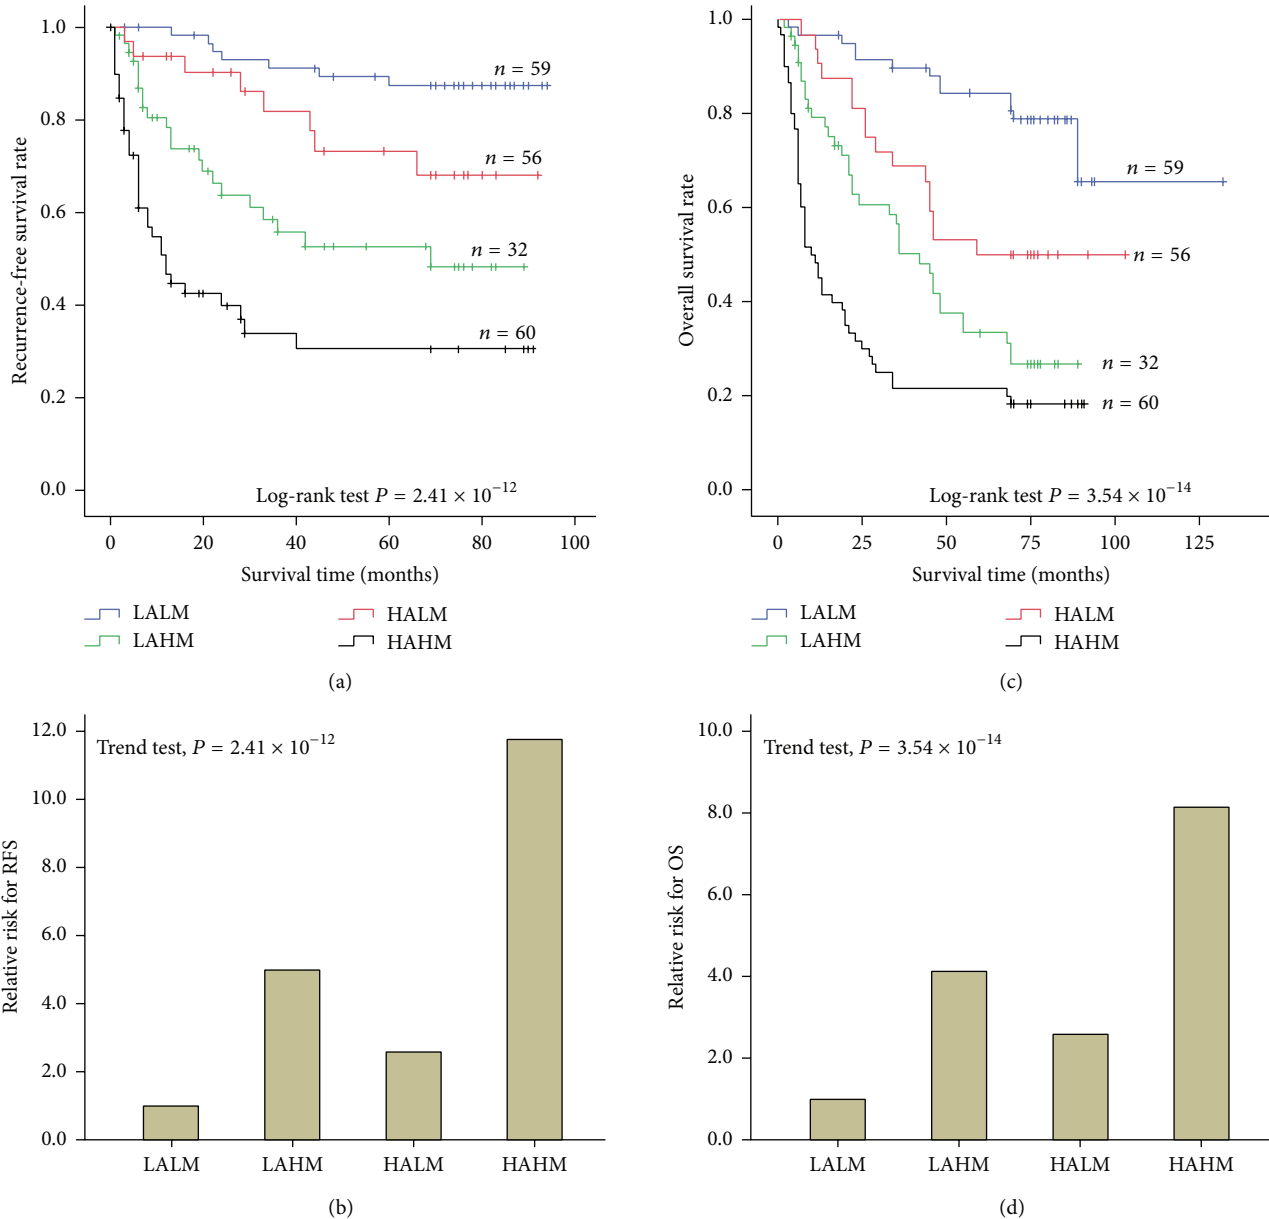 1.0
0.8
0.6
0.4
0.2
0.0
Recurrence-free survival rate
n = 59
n = 56
n = 32
n = 60
Log-rank test P = 2.41 × 10−12
0 20 40 60 80 100
Survival time (months)
LALM HALM
LAHM HAHM
(a)
1.0
0.8
0.6
0.4
0.2
0.0
Overall survival rate
n = 59
n = 56
n = 32
n = 60
Log-rank test P = 3.54 × 10−14
0 25 50 75 100 125
Survival time (months)
LALM HALM
LAHM HAHM
(c)
12.0
10.0
8.0
6.0
4.0
2.0
0.0
Relative risk for RFS
Trend test, P = 2.41 × 10−12
LALM LAHM HALM HAHM
(b)
10.0
8.0
6.0
4.0
2.0
0.0
Relative risk for OS
Trend test, P = 3.54 × 10−14
LALM LAHM HALM HAHM
(d)